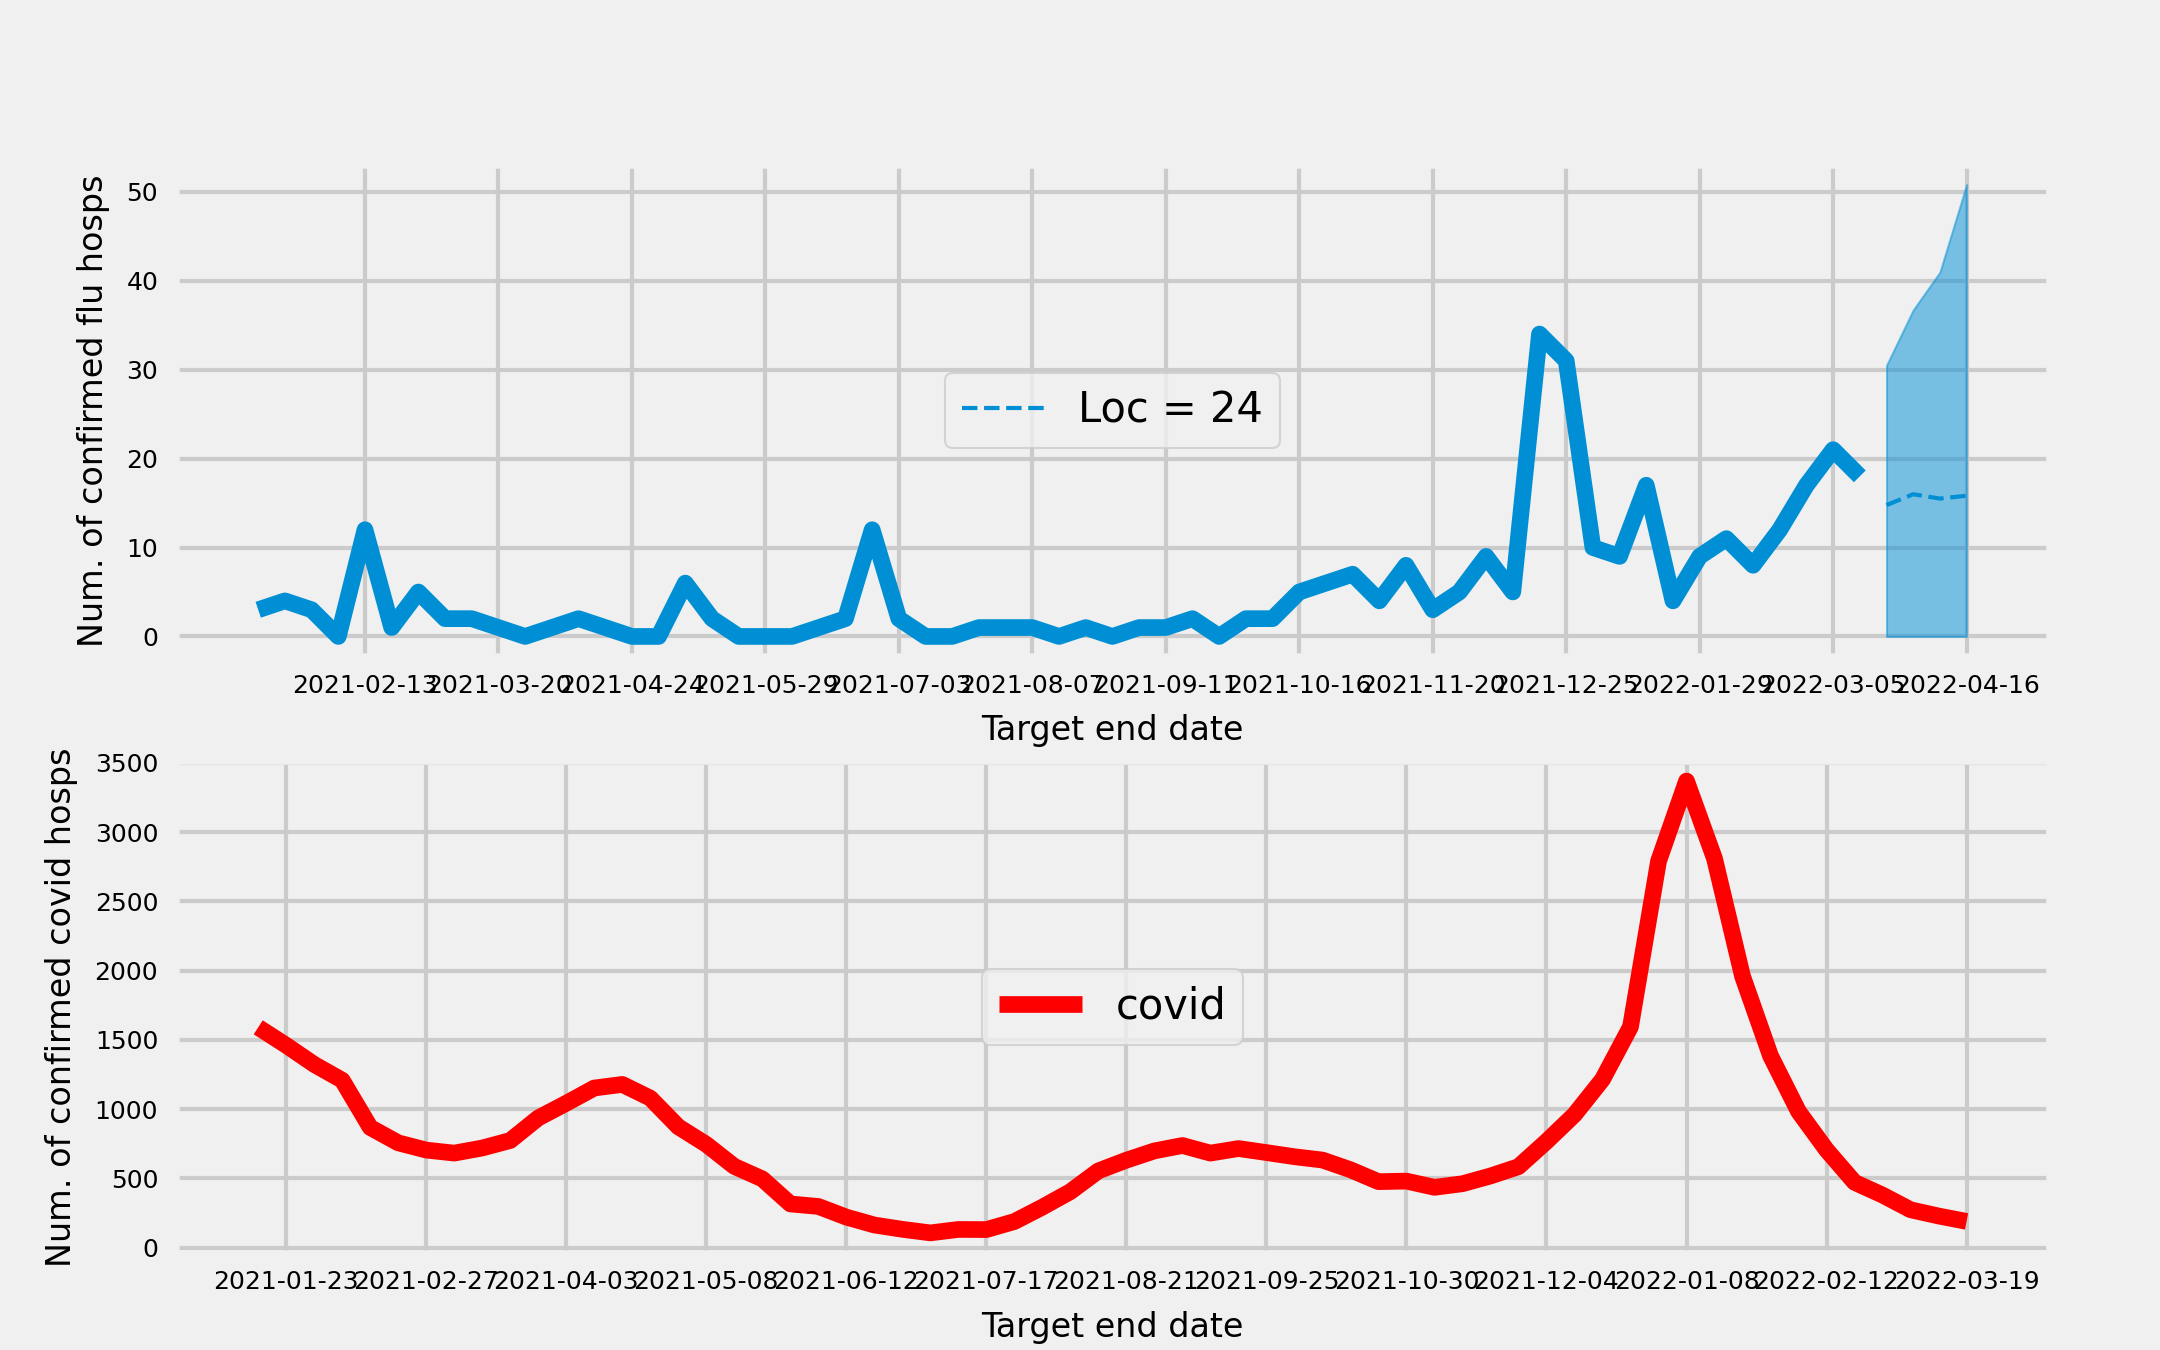 Num. of confirmed flu hosps
50
40
30
20
10
0
Loc = 24
2021-02-13 2021-03-20 2021-04-24 2021-05-29 2021-07-03 2021-08-07 2021-09-11 2021-10-16 2021-11-20 2021-12-25 2022-01-29 2022-03-05 2022-04-16
Target end date
Num. of confirmed covid hosps
3500
3000
2500
2000
1500
1000
500
0
covid
2021-01-23 2021-02-27 2021-04-03 2021-05-08 2021-06-12 2021-07-17 2021-08-21 2021-09-25 2021-10-30 2021-12-04 2022-01-08 2022-02-12 2022-03-19
Target end date